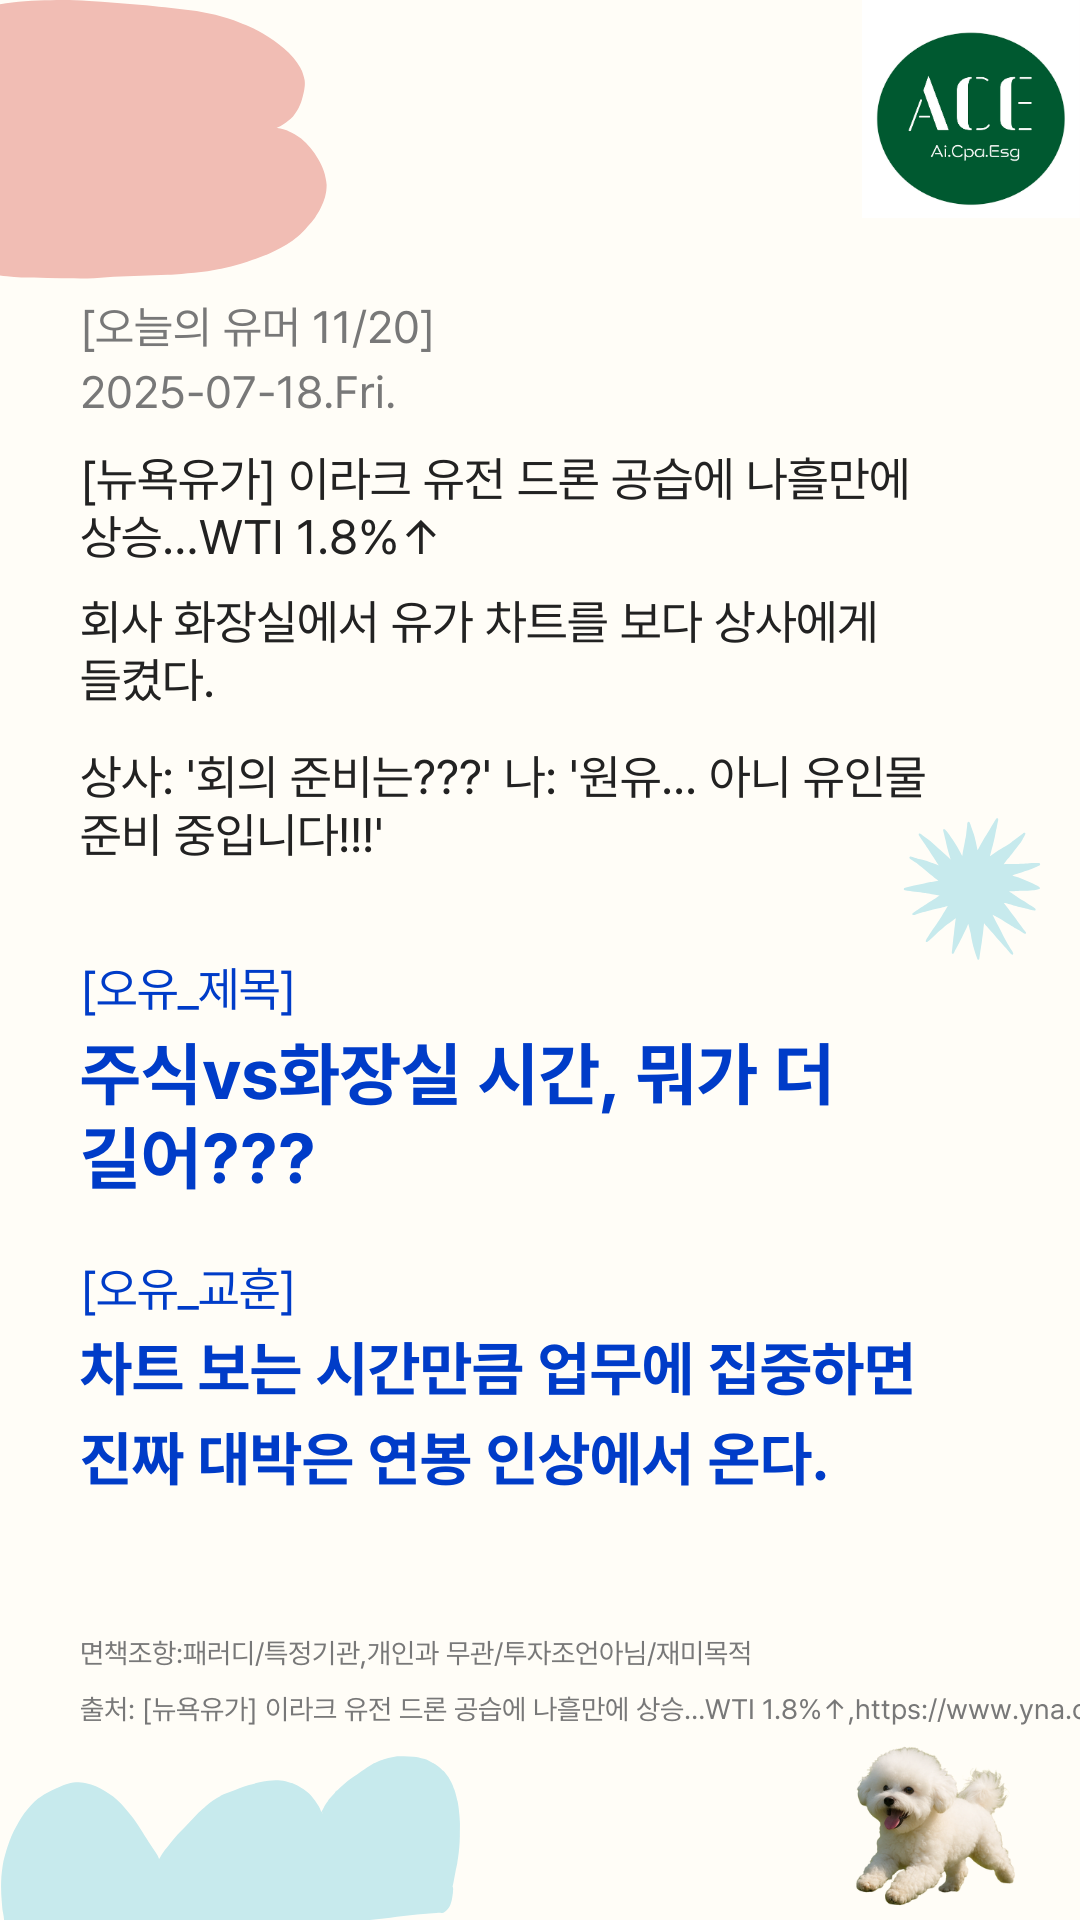 ACE
Ai.Cpa.Esg
[오늘의 유머 11/20]
2025-07-18.Fri.
[뉴욕유가] 이라크 유전 드론 공습에 나흘만에
상승...WTI 1.8%↑
회사 화장실에서 유가 차트를 보다 상사에게
들켰다.
상사: '회의 준비는???' 나: '원유... 아니 유인물
준비 중입니다!!!'
[오유_제목]
주식vs화장실 시간, 뭐가 더
길어???
[오유_교훈]
차트 보는 시간만큼 업무에 집중하면
진짜 대박은 연봉 인상에서 온다.
면책조항:패러디/특정기관,개인과 무관/투자조언아님/재미목적
출처: [뉴욕유가] 이라크 유전 드론 공습에 나흘만에 상승...WTI 1.8%↑,https://www.yna.c